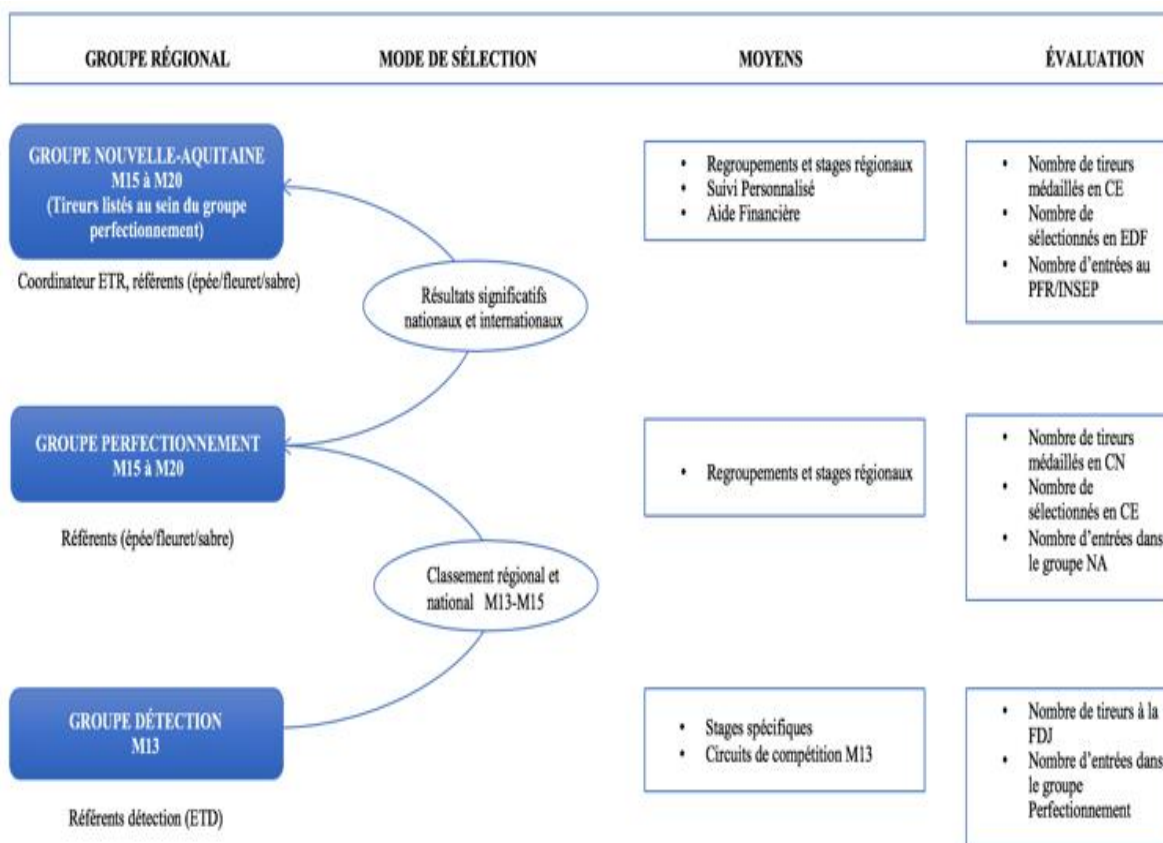 GROUPE RÉGIONAL
MODE DE SÉLECTION
MOYENS
ÉVALUATION
GROUPE NOUVELLE-AQUITAINE
M15 à M20
(Tireurs listés au sein du groupe
perfectionnement)
Coordinateur ETR, référents (épée/fleuret/sabre)
Résultats significatifs
nationaux et internationaux
• Regroupements et stages régionaux
• Suivi Personnalisé
• Aide Financière
• Nombre de tireurs
médaillés en CE
• Nombre de
sélectionnés en EDF
• Nombre d'entrées au
PFR/INSEP
GROUPE PERFECTIONNEMENT
M15 à M20
Référents (épée/fleuret/sabre)
Classement régional et
national M13-M15
• Regroupements et stages régionaux
• Nombre de tireurs
médaillés en CN
• Nombre de
sélectionnés en CE
• Nombre d'entrées dans
le groupe NA
GROUPE DÉTECTION
M13
Référents détection (ETD)
• Stages spécifiques
• Circuits de compétition M13
• Nombre de tireurs à la
FDJ
• Nombre d'entrées dans
le groupe
Perfectionnement